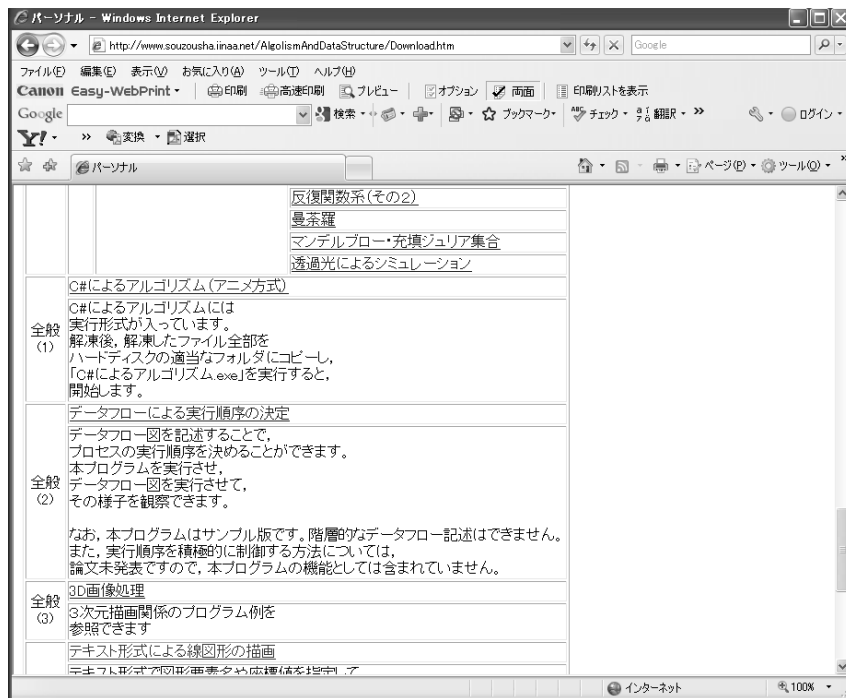 パーソナル - Windows Internet Explorer
http://www.souzousha.iinaa.net/AlgolismAndDataStructure/Download.htm
Google
ファイル(F) 編集(E) 表示(V) お気に入り(A) ツール(T) ヘルプ(H)
Canon Easy-WebPrint 印刷 高速印刷 プレビュー オプション 両面 印刷リストを表示
Google 検索 ブックマーク チェック 翻訳 » ログイン
Y! » 変換 選択
パーソナル ページ(P) ツール(O) »
反復関数系(その2)
曼荼羅
マンデルブロー・充填ジュリア集合
透過光によるシミュレーション
C#によるアルゴリズム(アニメ方式)
全般
(1)
C#によるアルゴリズムには
実行形式が入っています。
解凍後, 解凍したファイル全部を
ハードディスクの適当なフォルダにコピーし,
「C#によるアルゴリズム.exe」を実行すると,
開始します。
データフローによる実行順序の決定
全般
(2)
データフロー図を記述することで,
プロセスの実行順序を決めることができます。
本プログラムを実行させ,
データフロー図を実行させて,
その様子を観察できます。
なお, 本プログラムはサンプル版です。階層的なデータフロー記述はできません。
また, 実行順序を積極的に制御する方法については,
論文未発表ですので, 本プログラムの機能としては含まれていません。
全般
(3)
3D画像処理
3次元描画関係のプログラム例を
参照できます
テキスト形式による線図形の描画
テキスト形式で図形要素名や座標値を指定して
インターネット 100%